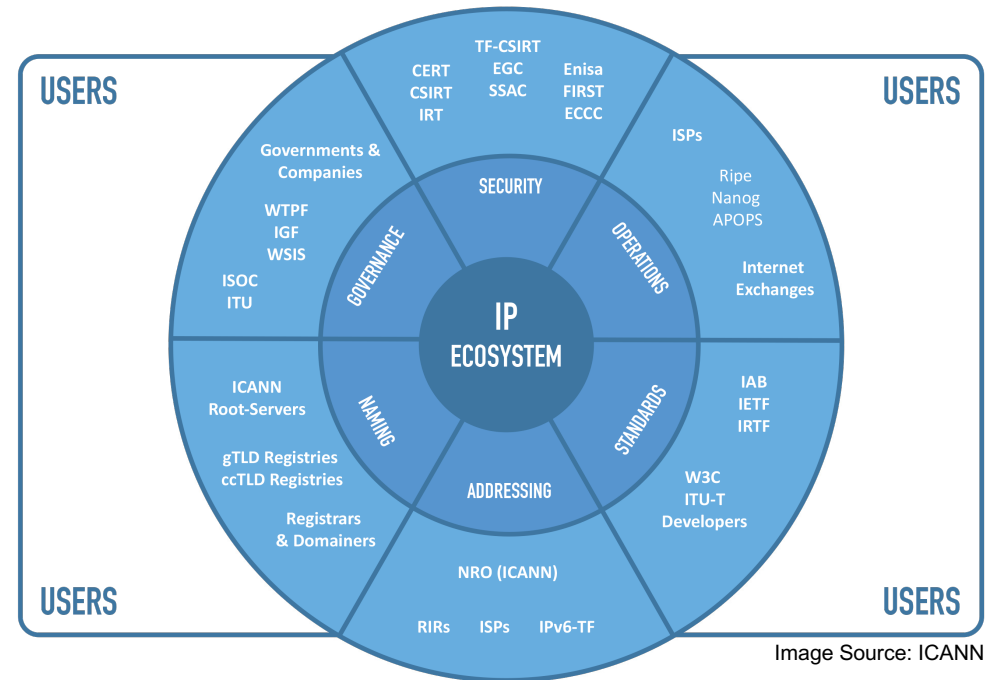 USERS
USERS
TF-CSIRT
EGC
SSAC
CERT
CSIRT
IRT
Enisa
FIRST
ECCC
SECURITY
ISPs
Ripe
Nanog
APOPS
Internet
Exchanges
OPERATIONS
IAB
IETF
IRTF
W3C
ITU-T
Developers
STANDARDS
NRO (ICANN)
RIRs ISPs IPv6-TF
ADDRESSING
ICANN
Root-Servers
gTLD Registries
ccTLD Registries
Registrars
& Domainers
NAMING
Governments &
Companies
WTPF
IGF
WSIS
ISOC
ITU
GOVERNANCE
IP
ECOSYSTEM
USERS
USERS
Image Source: ICANN